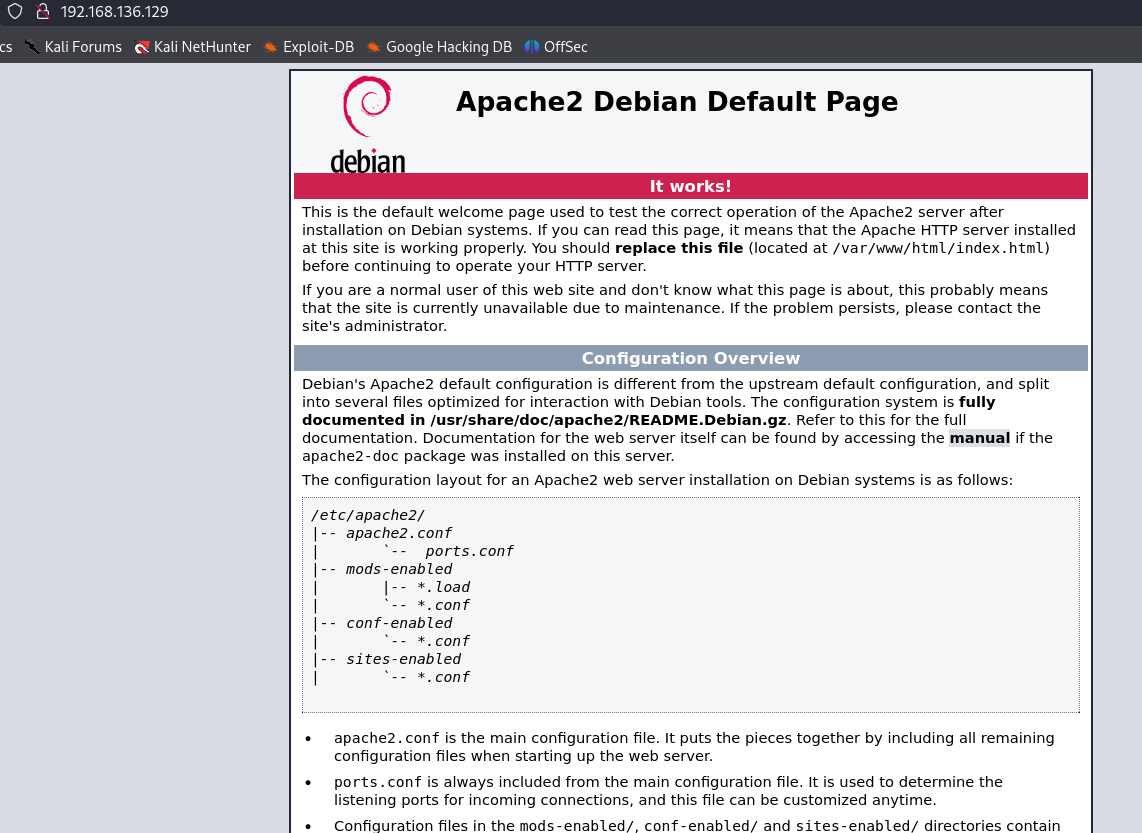 192.168.136.129
cs Kali Forums Kali NetHunter Exploit-DB Google Hacking DB OffSec
debian
Apache2 Debian Default Page
It works!
This is the default welcome page used to test the correct operation of the Apache2 server after
installation on Debian systems. If you can read this page, it means that the Apache HTTP server installed
at this site is working properly. You should replace this file (located at /var/www/html/index.html)
before continuing to operate your HTTP server.
If you are a normal user of this web site and don't know what this page is about, this probably means
that the site is currently unavailable due to maintenance. If the problem persists, please contact the
site's administrator.
Configuration Overview
Debian's Apache2 default configuration is different from the upstream default configuration, and split
into several files optimized for interaction with Debian tools. The configuration system is fully
documented in /usr/share/doc/apache2/README.Debian.gz. Refer to this for the full
documentation. Documentation for the web server itself can be found by accessing the manual if the
apache2-doc package was installed on this server.
The configuration layout for an Apache2 web server installation on Debian systems is as follows:
/etc/apache2/
|-- apache2.conf
|       `--  ports.conf
|-- mods-enabled
|       |-- *.load
|       `-- *.conf
|-- conf-enabled
|       `-- *.conf
|-- sites-enabled
|       `-- *.conf
• apache2.conf is the main configuration file. It puts the pieces together by including all remaining
configuration files when starting up the web server.
• ports.conf is always included from the main configuration file. It is used to determine the
listening ports for incoming connections, and this file can be customized anytime.
• Configuration files in the mods-enabled/, conf-enabled/ and sites-enabled/ directories contain